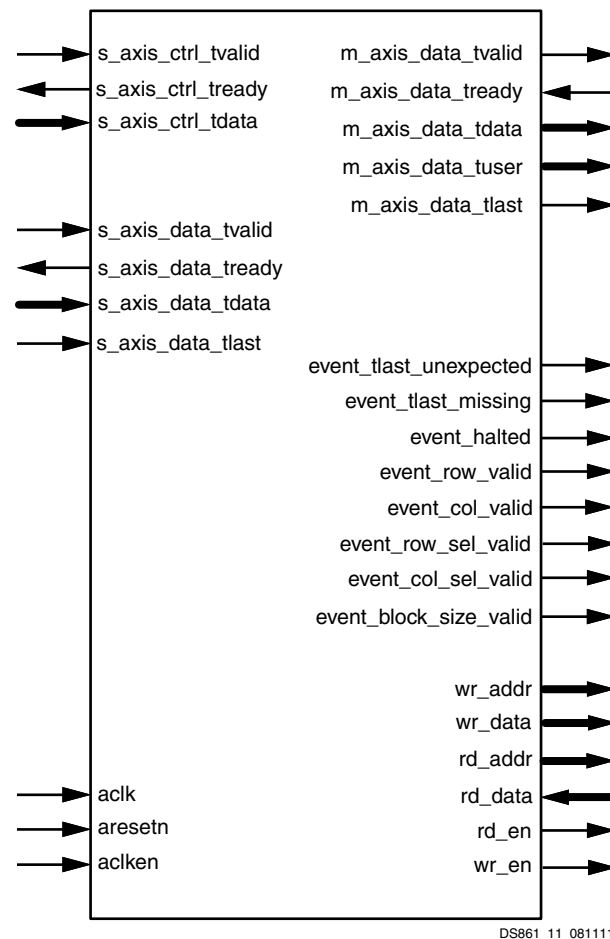 s_axis_ctrl_tvalid
s_axis_ctrl_tready
s_axis_ctrl_tdata
s_axis_data_tvalid
s_axis_data_tready
s_axis_data_tdata
s_axis_data_tlast
aclk
aresetn
aclken
m_axis_data_tvalid
m_axis_data_tready
m_axis_data_tdata
m_axis_data_tuser
m_axis_data_tlast
event_tlast_unexpected
event_tlast_missing
event_halted
event_row_valid
event_col_valid
event_row_sel_valid
event_col_sel_valid
event_block_size_valid
wr_addr
wr_data
rd_addr
rd_data
rd_en
wr_en
DS861_11_081111